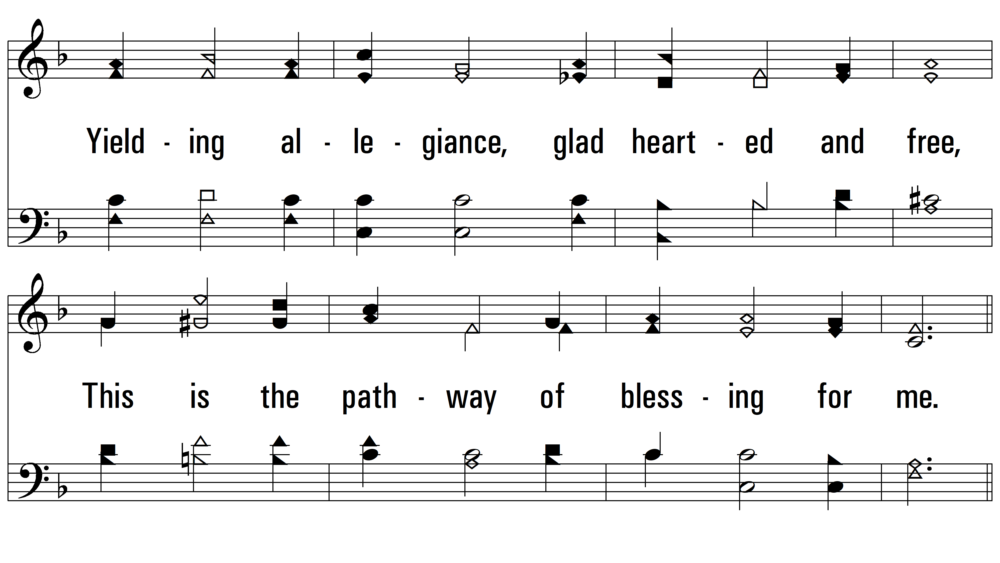 Yield - ing al - le - giance, glad heart - ed and free,
This is the path - way of bless - ing for me.